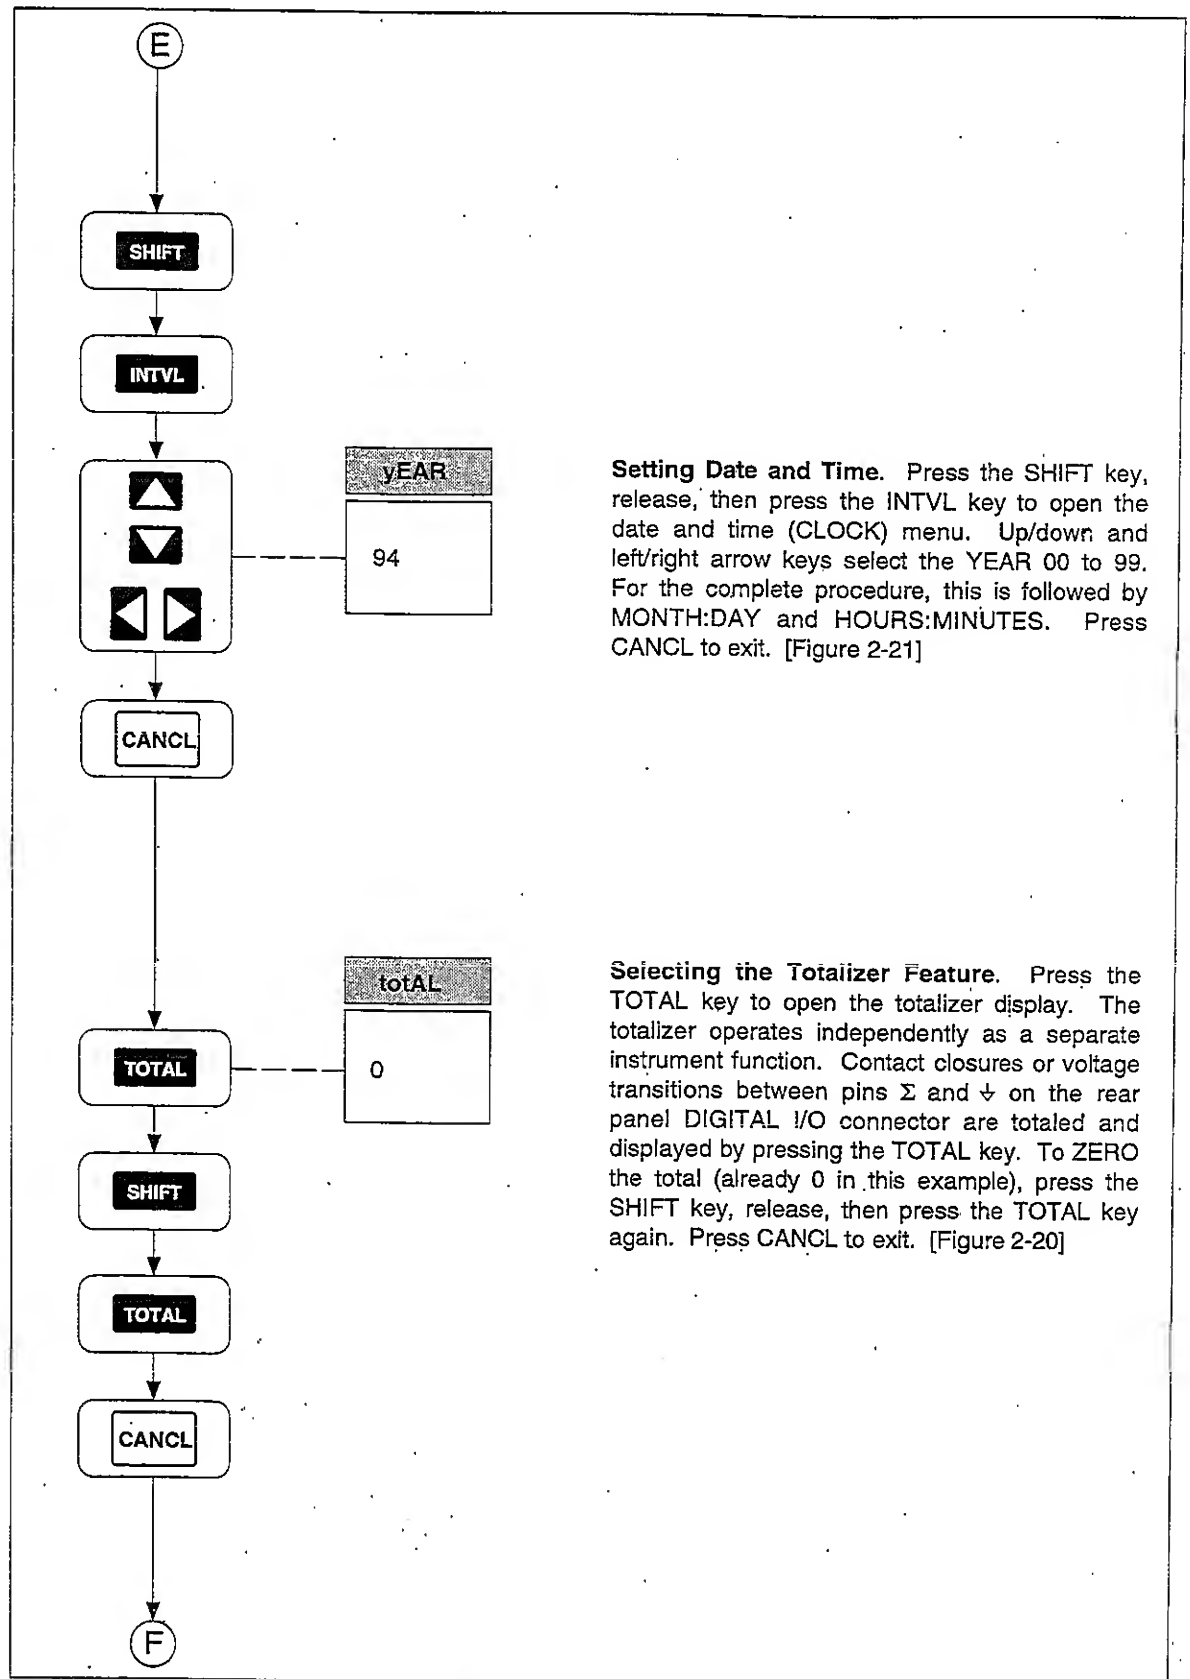 E
SHIFT
INTVL
yEAR
94
Setting Date and Time. Press the SHIFT key,
release, then press the INTVL key to open the
date and time (CLOCK) menu. Up/down and
left/right arrow keys select the YEAR 00 to 99.
For the complete procedure, this is followed by
MONTH:DAY and HOURS:MINUTES. Press
CANCL to exit. [Figure 2-21]
CANCL
totAL
0
Selecting the Totalizer Feature. Press the
TOTAL key to open the totalizer display. The
totalizer operates independently as a separate
instrument function. Contact closures or voltage
transitions between pins Σ and ⏚ on the rear
panel DIGITAL I/O connector are totaled and
displayed by pressing the TOTAL key. To ZERO
the total (already 0 in this example), press the
SHIFT key, release, then press the TOTAL key
again. Press CANCL to exit. [Figure 2-20]
TOTAL
SHIFT
TOTAL
CANCL
F